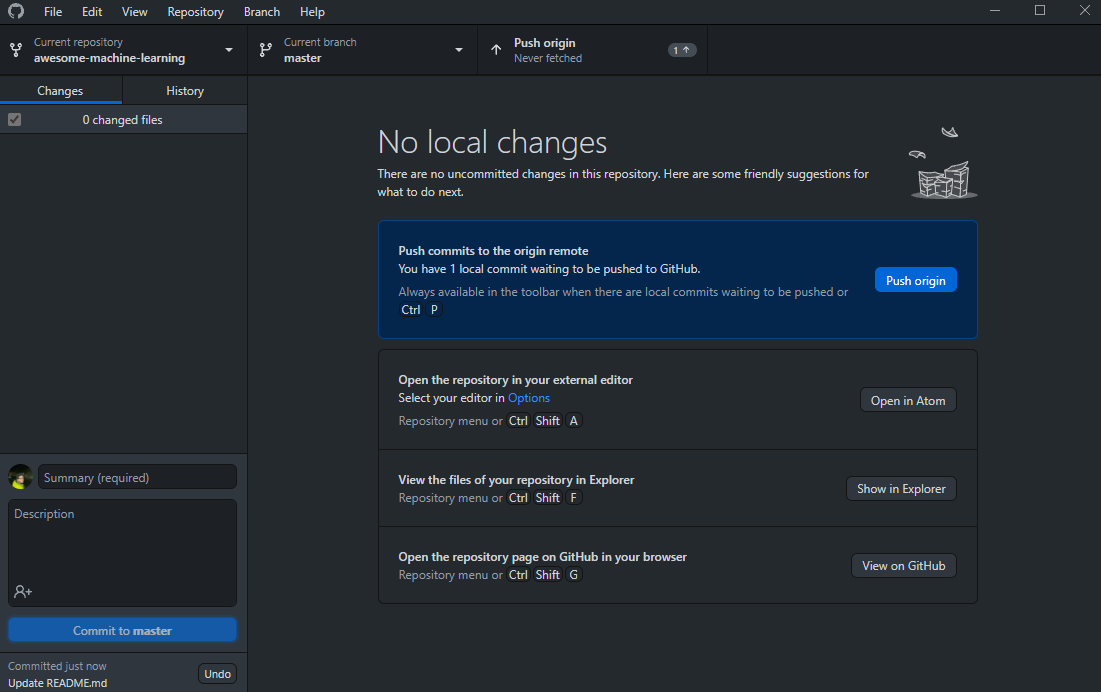 File Edit View Repository Branch Help
Current repository
awesome-machine-learning
Current branch
master
Push origin
Never fetched
1
Changes History
0 changed files
No local changes
There are no uncommitted changes in this repository. Here are some friendly suggestions for
what to do next.
Push commits to the origin remote
You have 1 local commit waiting to be pushed to GitHub.
Always available in the toolbar when there are local commits waiting to be pushed or
Ctrl P
Push origin
Open the repository in your external editor
Select your editor in Options
Repository menu or Ctrl Shift A
Open in Atom
View the files of your repository in Explorer
Repository menu or Ctrl Shift F
Show in Explorer
Open the repository page on GitHub in your browser
Repository menu or Ctrl Shift G
View on GitHub
Summary (required)
Description
Commit to master
Committed just now
Update README.md
Undo